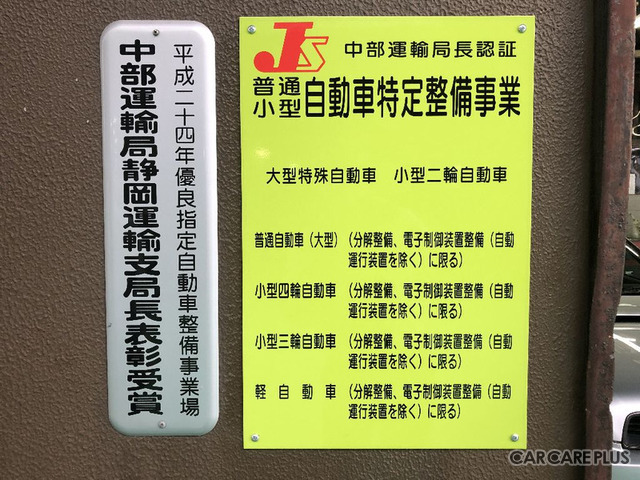 平成二十四年優良指定自動車整備事業場
中部運輸局静岡運輸支局長表彰受賞
JS 中部運輸局長認証
普通
小型 自動車特定整備事業
大型特殊自動車 小型二輪自動車
普通自動車（大型）（分解整備、電子制御装置整備（自動
運行装置を除く）に限る）
小型四輪自動車（分解整備、電子制御装置整備（自動
運行装置を除く）に限る）
小型三輪自動車（分解整備、電子制御装置整備（自動
運行装置を除く）に限る）
軽自動車（分解整備、電子制御装置整備（自動
運行装置を除く）に限る）
CAR CARE PLUS